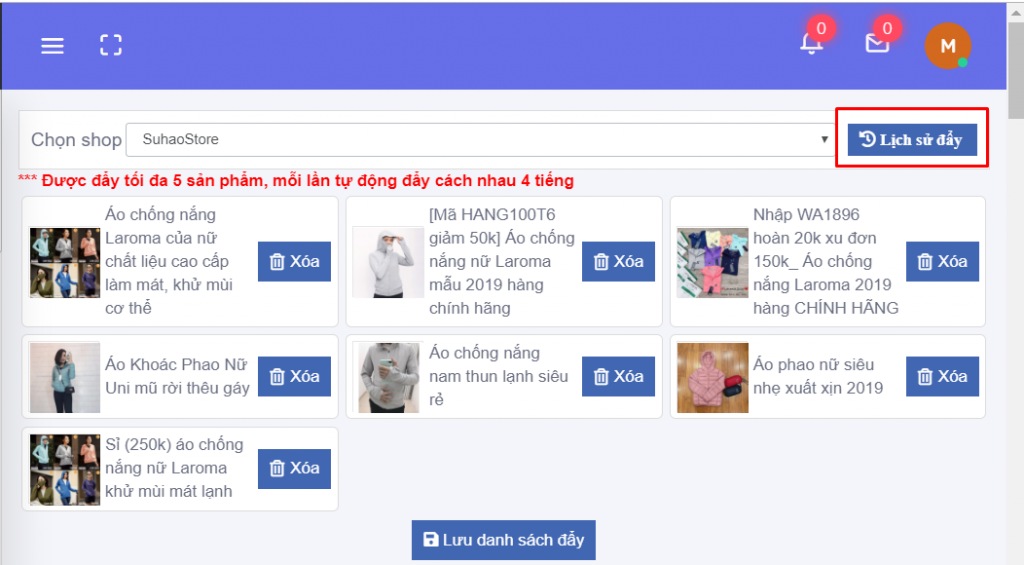 0
0
M
Chọn shop
SuhaoStore
Lịch sử đẩy
*** Được đẩy tối đa 5 sản phẩm, mỗi lần tự động đẩy cách nhau 4 tiếng
Áo chống nắng
Laroma của nữ
chất liệu cao cấp
làm mát, khử mùi
cơ thể
Xóa
[Mã HANG100T6
giảm 50k] Áo chống
nắng nữ Laroma
mẫu 2019 hàng
chính hãng
Xóa
Nhập WA1896
hoàn 20k xu đơn
150k_ Áo chống
nắng Laroma 2019
hàng CHÍNH HÃNG
Xóa
Áo Khoác Phao Nữ
Uni mũ rời thêu gáy
Xóa
Áo chống nắng
nam thun lạnh siêu
rẻ
Xóa
Áo phao nữ siêu
nhẹ xuất xịn 2019
Xóa
Sỉ (250k) áo chống
nắng nữ Laroma
khử mùi mát lạnh
Xóa
Lưu danh sách đẩy